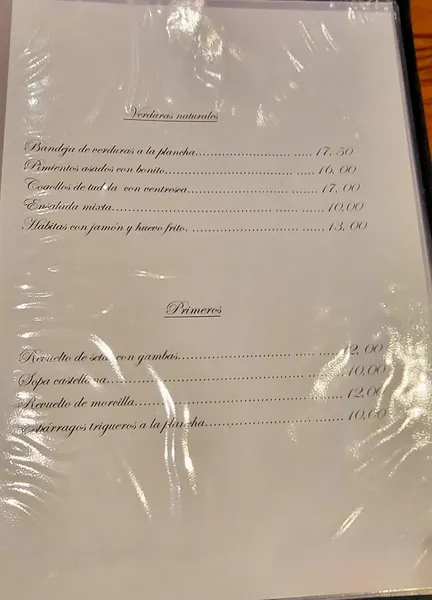 Verduras naturales
Bandeja de verduras a la plancha..................... ..... 17, 50
Pimientos asados con bonito........................... ..... 16, 00
Cogollos de tudela con ventresca..................... ..... 17, 00
Ensalada mixta........................................ ..... 10,00
Habitas con jamón y huevo frito. ..................... ..... 13, 00
Primeros
Revuelto de setas con gambas......................... ..... 12, 00
Sopa castellana....................................... ..... 10,00
Revuelto de morcilla.................................. ..... 12,00
Espárragos trigueros a la plancha..................... ..... 10,00